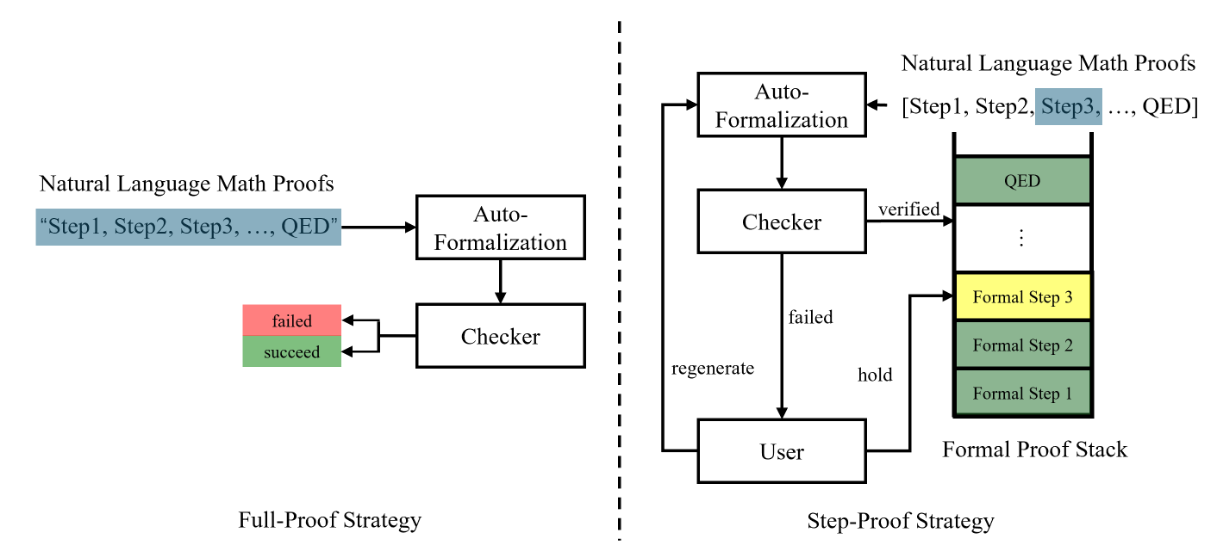 Natural Language Math Proofs
“Step1, Step2, Step3, …, QED”
Auto-
Formalization
Checker
failed
succeed
Full-Proof Strategy
Natural Language Math Proofs
[Step1, Step2, Step3, …, QED]
Auto-
Formalization
Checker
verified
failed
regenerate
hold
User
QED
⋮
Formal Step 3
Formal Step 2
Formal Step 1
Formal Proof Stack
Step-Proof Strategy